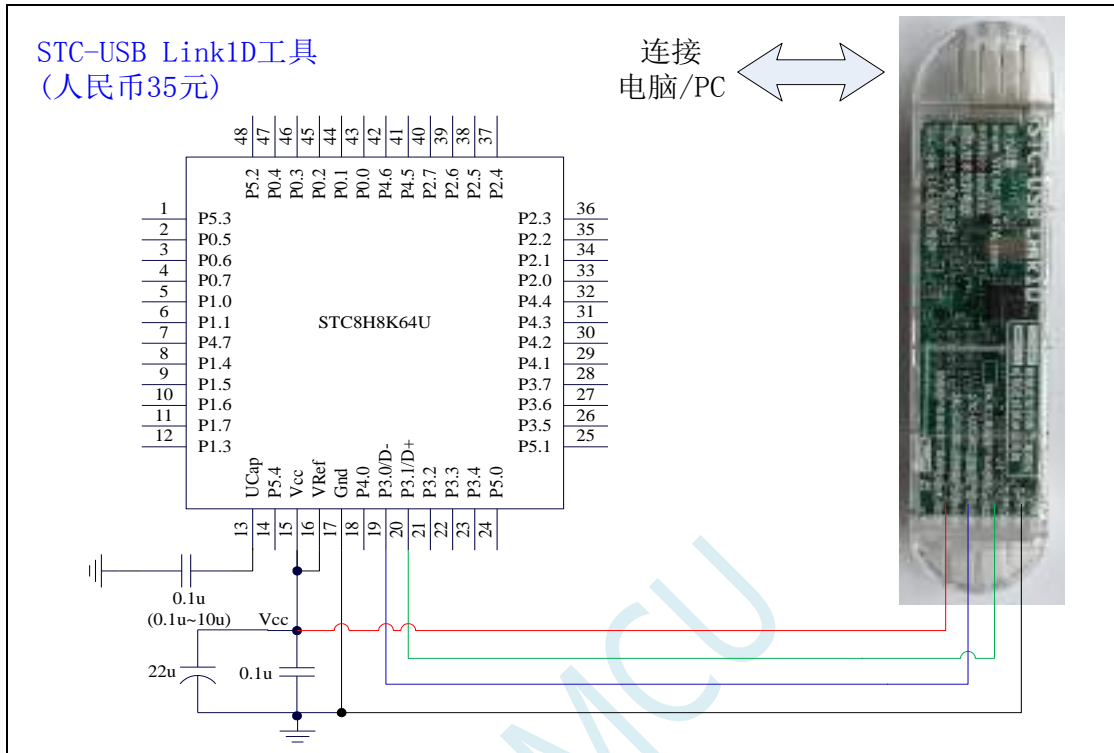 STC-USB Link1D工具
(人民币35元)
连接
电脑/PC
48 47 46 45 44 43 42 41 40 39 38 37
P5.2 P0.4 P0.3 P0.2 P0.1 P0.0 P4.6 P4.5 P2.7 P2.6 P2.5 P2.4
1 P5.3
2 P0.5
3 P0.6
4 P0.7
5 P1.0
6 P1.1
7 P4.7
8 P1.4
9 P1.5
10 P1.6
11 P1.7
12 P1.3
STC8H8K64U
P2.3 36
P2.2 35
P2.1 34
P2.0 33
P4.4 32
P4.3 31
P4.2 30
P4.1 29
P3.7 28
P3.6 27
P3.5 26
P5.1 25
UCap P5.4 Vcc VRef Gnd P4.0 P3.0/D- P3.1/D+ P3.2 P3.3 P3.4 P5.0
13 14 15 16 17 18 19 20 21 22 23 24
0.1u
(0.1u~10u)
Vcc
22u
0.1u
MCU
STC-USB Link1D